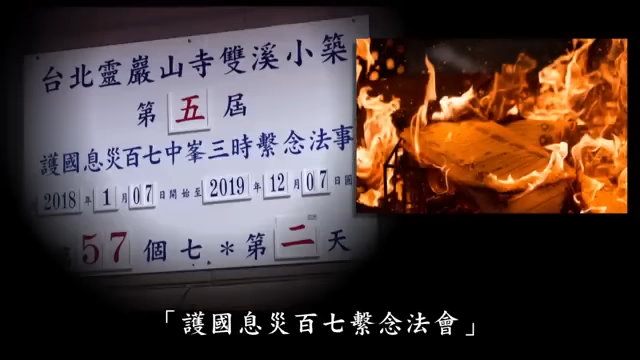 台北靈巖山寺雙溪小築
第五屆
護國息災百七中峯三時繫念法事
2018年1月07日開始至2019年12月07日圓
57個七*第二天
「護國息災百七繫念法會」